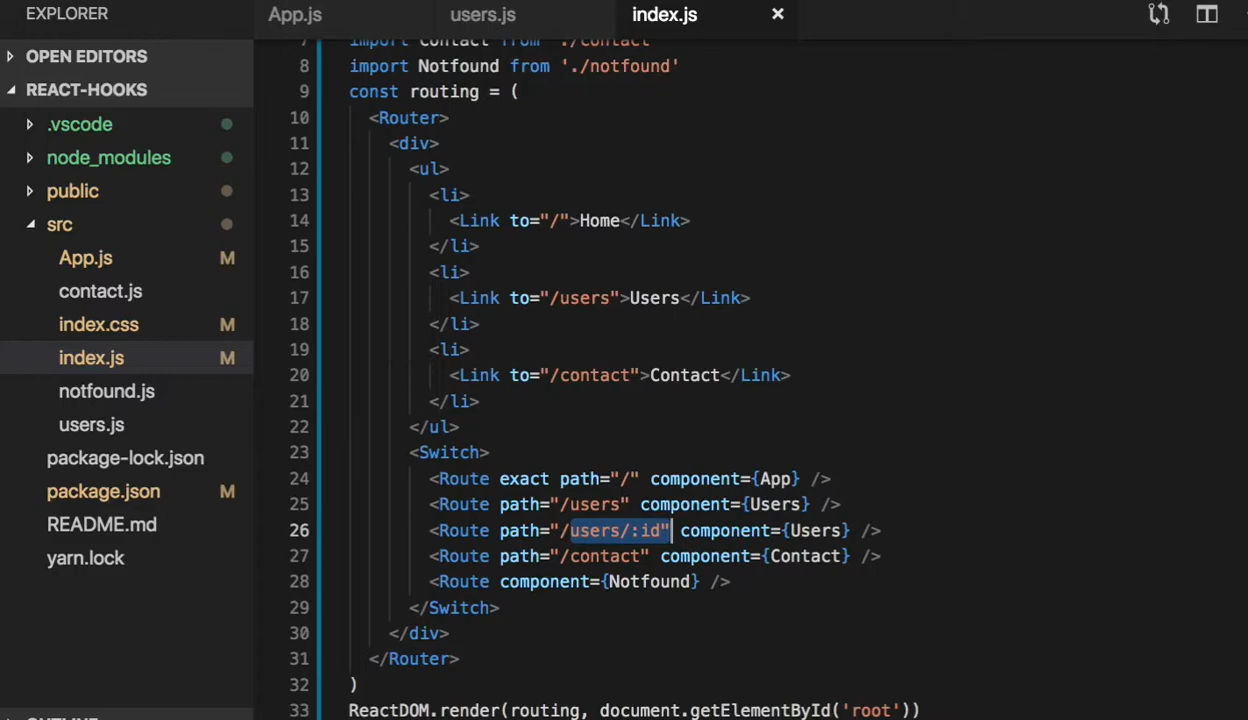 EXPLORER
OPEN EDITORS
REACT-HOOKS
.vscode
node_modules
public
src
App.js M
contact.js
index.css M
index.js M
notfound.js
users.js
package-lock.json
package.json M
README.md
yarn.lock
OUTLINE
App.js users.js index.js ×
7 import Contact from './contact'
8 import Notfound from './notfound'
9 const routing = (
10 <Router>
11 <div>
12 <ul>
13 <li>
14 <Link to="/">Home</Link>
15 </li>
16 <li>
17 <Link to="/users">Users</Link>
18 </li>
19 <li>
20 <Link to="/contact">Contact</Link>
21 </li>
22 </ul>
23 <Switch>
24 <Route exact path="/" component={App} />
25 <Route path="/users" component={Users} />
26 <Route path="/users/:id" component={Users} />
27 <Route path="/contact" component={Contact} />
28 <Route component={Notfound} />
29 </Switch>
30 </div>
31 </Router>
32 )
33 ReactDOM.render(routing, document.getElementById('root'))